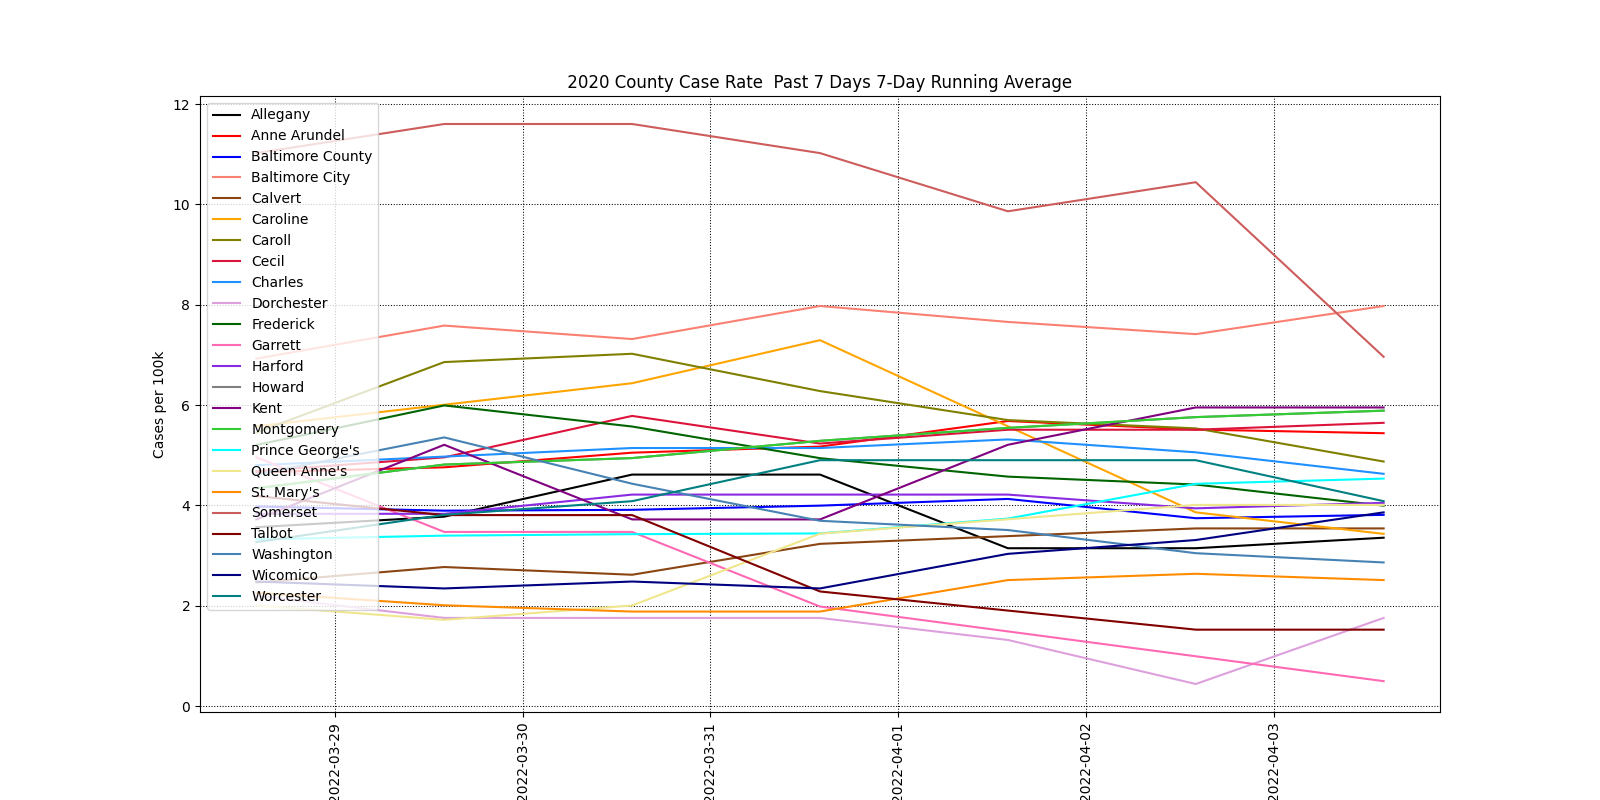 2020 County Case Rate  Past 7 Days 7-Day Running Average
Cases per 100k
12
10
8
6
4
2
0
Allegany
Anne Arundel
Baltimore County
Baltimore City
Calvert
Caroline
Caroll
Cecil
Charles
Dorchester
Frederick
Garrett
Harford
Howard
Kent
Montgomery
Prince George's
Queen Anne's
St. Mary's
Somerset
Talbot
Washington
Wicomico
Worcester
2022-03-29
2022-03-30
2022-03-31
2022-04-01
2022-04-02
2022-04-03